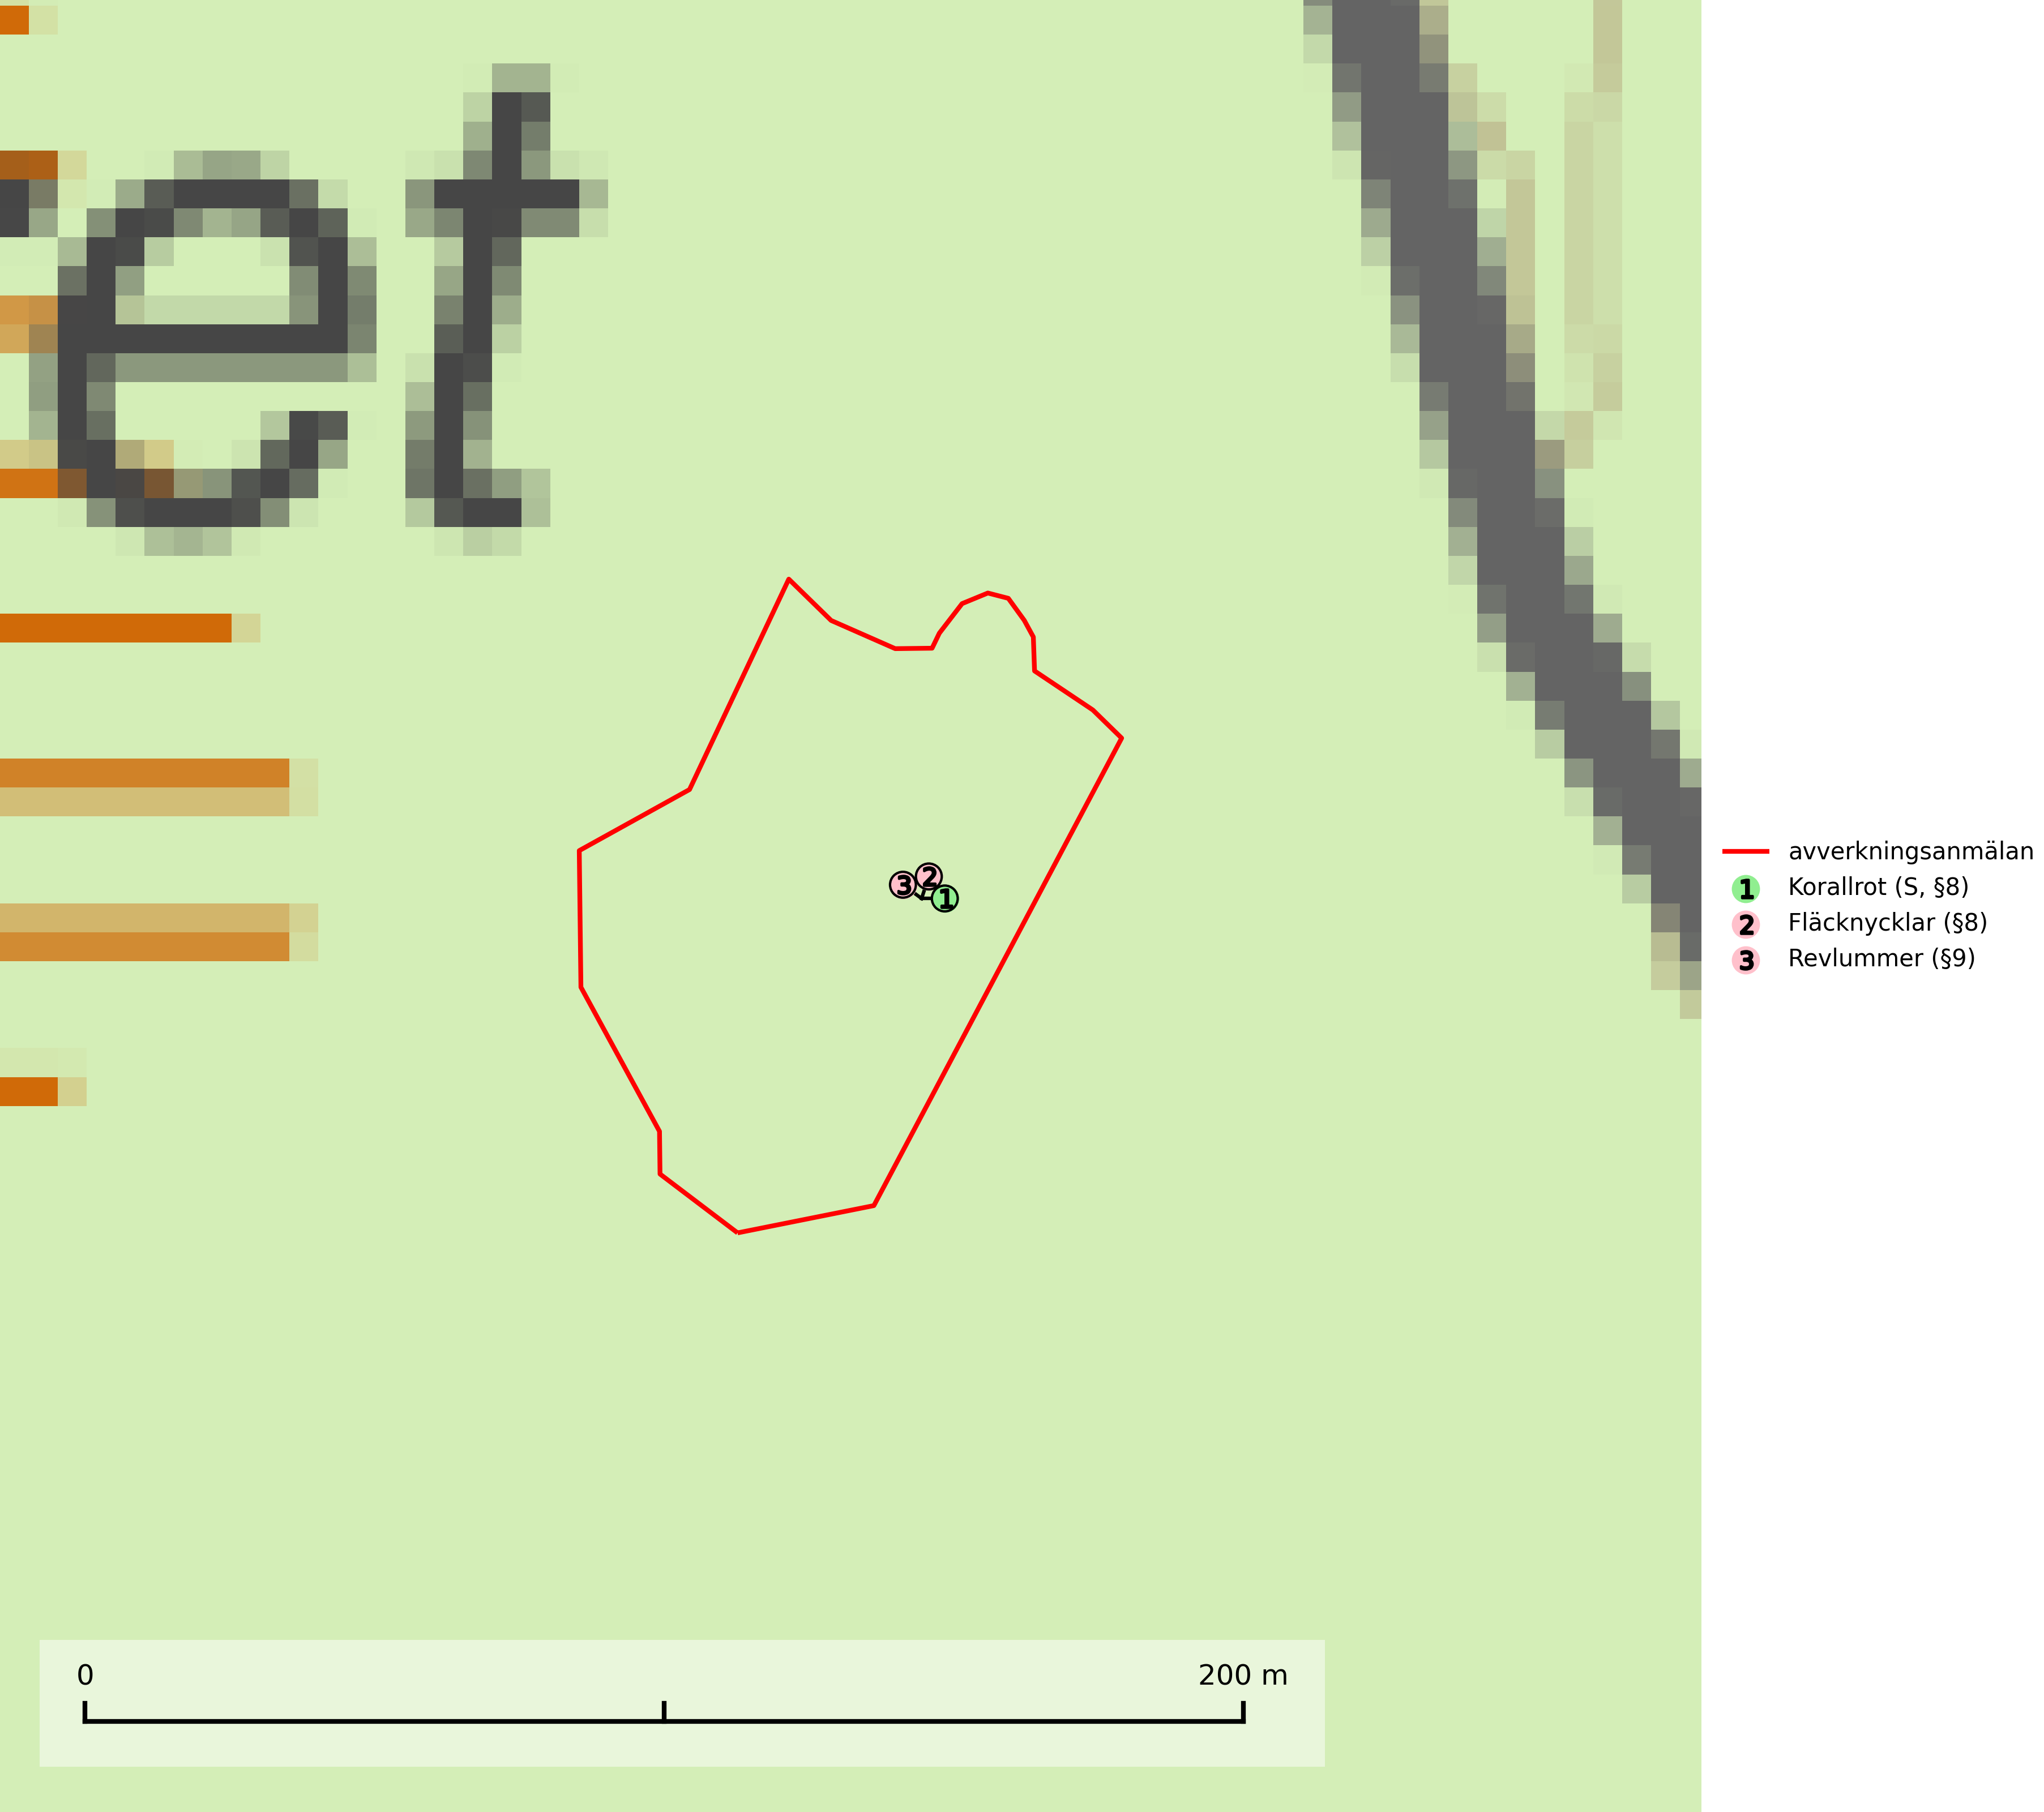 et
3 2 1
avverkningsanmälan
1 Korallrot (S, §8)
2 Fläcknycklar (§8)
3 Revlummer (§9)
0 200 m